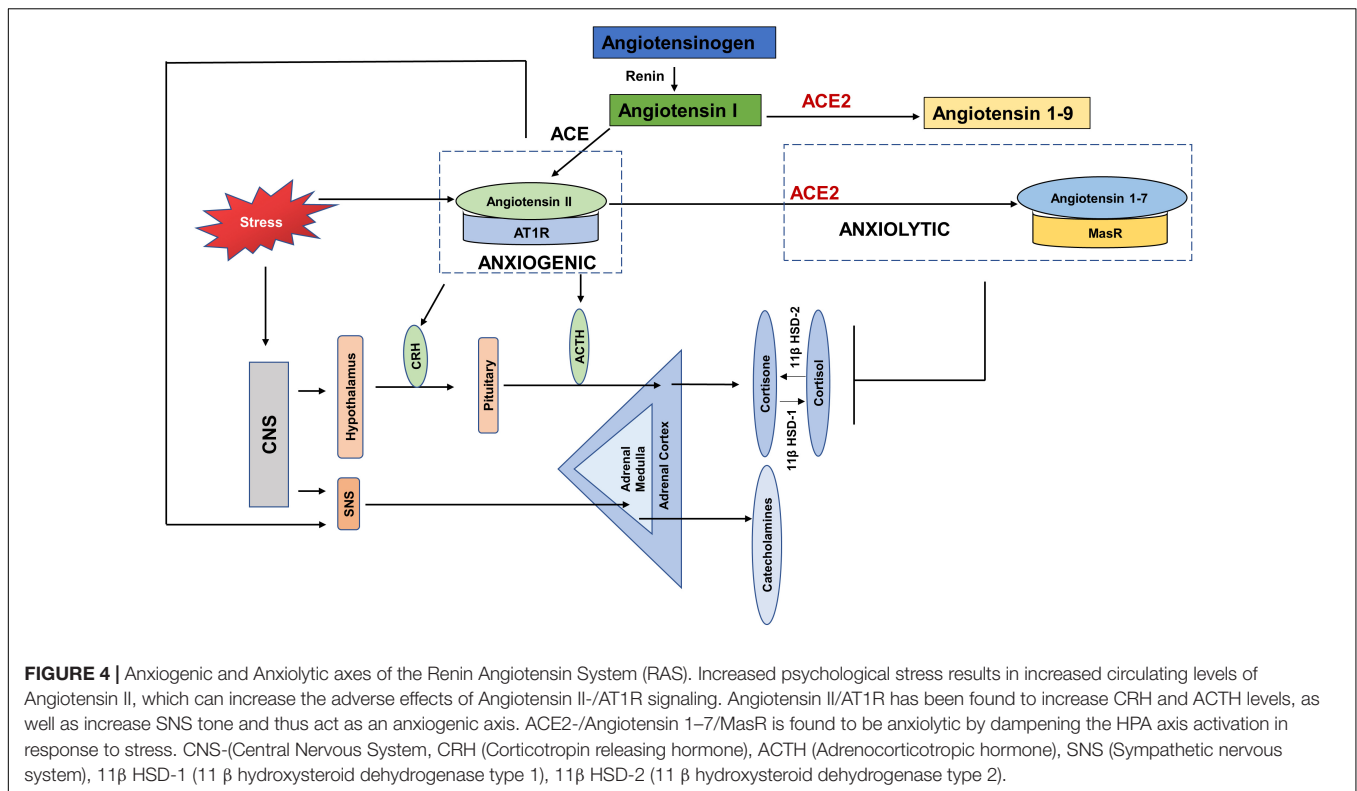 Angiotensinogen
Renin
Angiotensin I
ACE2
Angiotensin 1-9
ACE
Stress
Angiotensin II
AT1R
ANXIOGENIC
ACE2
ANXIOLYTIC
Angiotensin 1-7
MasR
CRH
ACTH
CNS
Hypothalamus
Pituitary
SNS
Adrenal
Medulla
Adrenal Cortex
Cortisone
11β HSD-2
11β HSD-1
Cortisol
Catecholamines
FIGURE 4 | Anxiogenic and Anxiolytic axes of the Renin Angiotensin System (RAS). Increased psychological stress results in increased circulating levels of
Angiotensin II, which can increase the adverse effects of Angiotensin II-/AT1R signaling. Angiotensin II/AT1R has been found to increase CRH and ACTH levels, as
well as increase SNS tone and thus act as an anxiogenic axis. ACE2-/Angiotensin 1–7/MasR is found to be anxiolytic by dampening the HPA axis activation in
response to stress. CNS-(Central Nervous System, CRH (Corticotropin releasing hormone), ACTH (Adrenocorticotropic hormone), SNS (Sympathetic nervous
system), 11β HSD-1 (11 β hydroxysteroid dehydrogenase type 1), 11β HSD-2 (11 β hydroxysteroid dehydrogenase type 2).